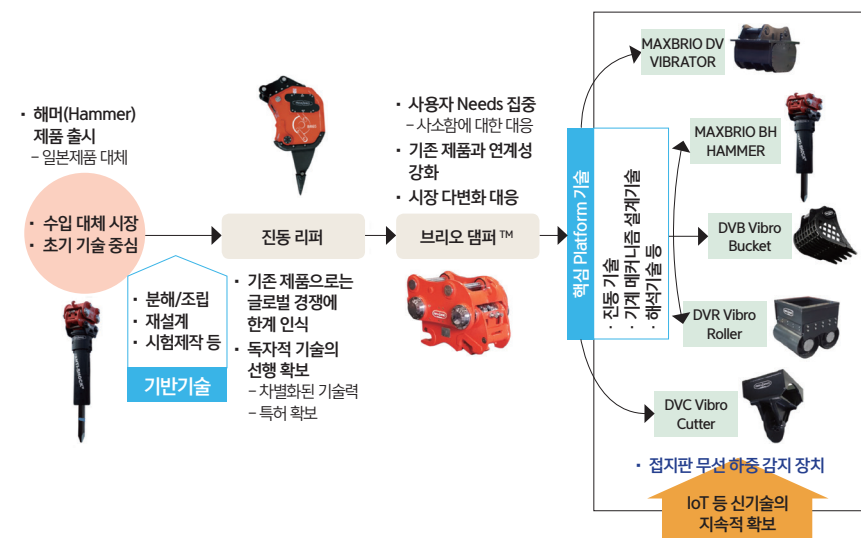 · 해머(Hammer)
제품 출시
– 일본제품 대체
· 수입 대체 시장
· 초기 기술 중심
· 분해/조립
· 재설계
· 시험제작 등
기반기술
진동 리퍼
· 기존 제품으로는
글로벌 경쟁에
한계 인식
· 독자적 기술의
선행 확보
– 차별화된 기술력
– 특허 확보
· 사용자 Needs 집중
– 사소함에 대한 대응
· 기존 제품과 연계성
강화
· 시장 다변화 대응
브리오 댐퍼 ™
핵심 Platform 기술
· 진동 기술
· 기계 메커니즘 설계기술
· 해석기술 등
MAXBRIO DV
VIBRATOR
MAXBRIO BH
HAMMER
DVB Vibro
Bucket
DVR Vibro
Roller
DVC Vibro
Cutter
· 접지판 무선 하중 감지 장치
IoT 등 신기술의
지속적 확보